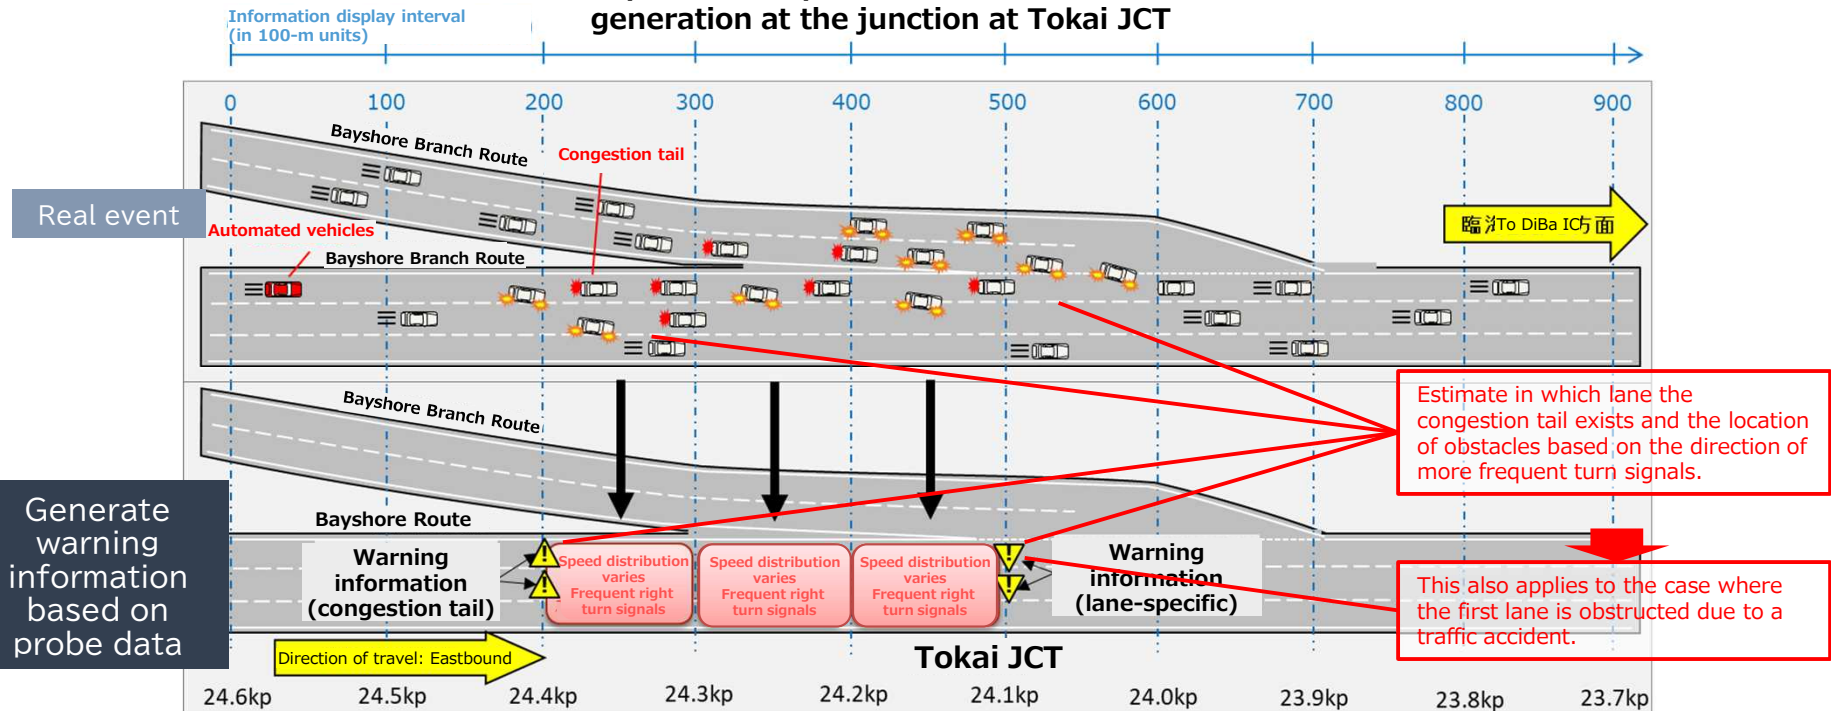 generation at the junction at Tokai JCT
Information display interval
(in 100-m units)
0 100 200 300 400 500 600 700 800 900
Bayshore Branch Route
Congestion tail
Real event
Automated vehicles
Bayshore Branch Route
To DiBa IC方面
Estimate in which lane the
congestion tail exists and the location
of obstacles based on the direction of
more frequent turn signals.
Bayshore Branch Route
Generate
warning
information
based on
probe data
Bayshore Route
Warning
information
(congestion tail)
!
!
Speed distribution
varies
Frequent right
turn signals
Speed distribution
varies
Frequent right
turn signals
Speed distribution
varies
Frequent right
turn signals
!
!
Warning
information
(lane-specific)
This also applies to the case where
the first lane is obstructed due to a
traffic accident.
Direction of travel: Eastbound
Tokai JCT
24.6kp 24.5kp 24.4kp 24.3kp 24.2kp 24.1kp 24.0kp 23.9kp 23.8kp 23.7kp